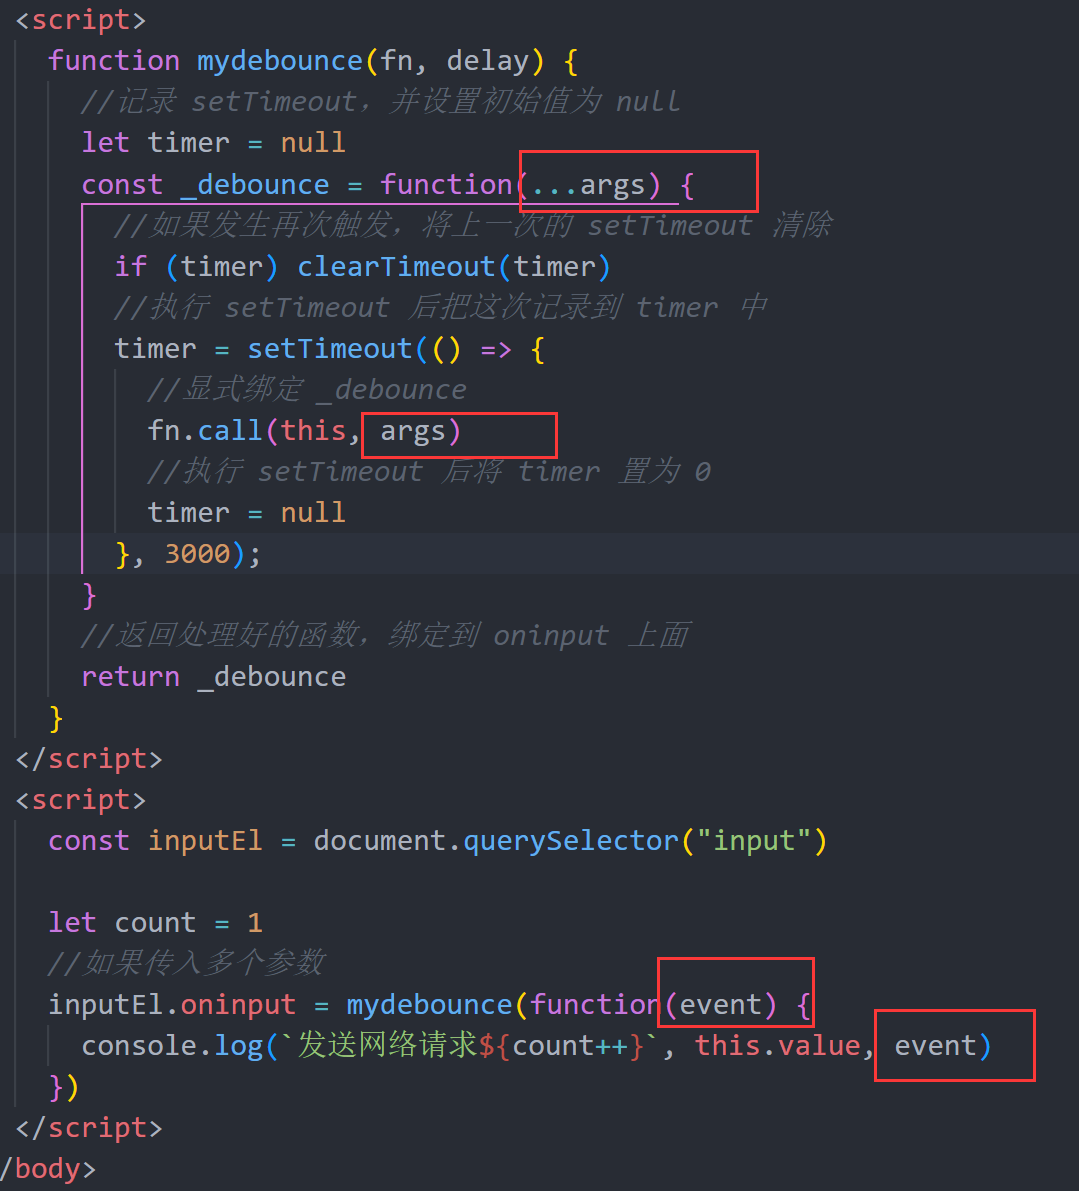 <script>
function mydebounce(fn, delay) {
//记录 setTimeout，并设置初始值为 null
let timer = null
const _debounce = function(...args) {
//如果发生再次触发，将上一次的 setTimeout 清除
if (timer) clearTimeout(timer)
//执行 setTimeout 后把这次记录到 timer 中
timer = setTimeout(() => {
//显式绑定 _debounce
fn.call(this, args)
//执行 setTimeout 后将 timer 置为 0
timer = null
}, 3000);
}
//返回处理好的函数，绑定到 oninput 上面
return _debounce
}
</script>
<script>
const inputEl = document.querySelector("input")
let count = 1
//如果传入多个参数
inputEl.oninput = mydebounce(function(event) {
console.log(`发送网络请求${count++}`, this.value, event)
})
</script>
/body>